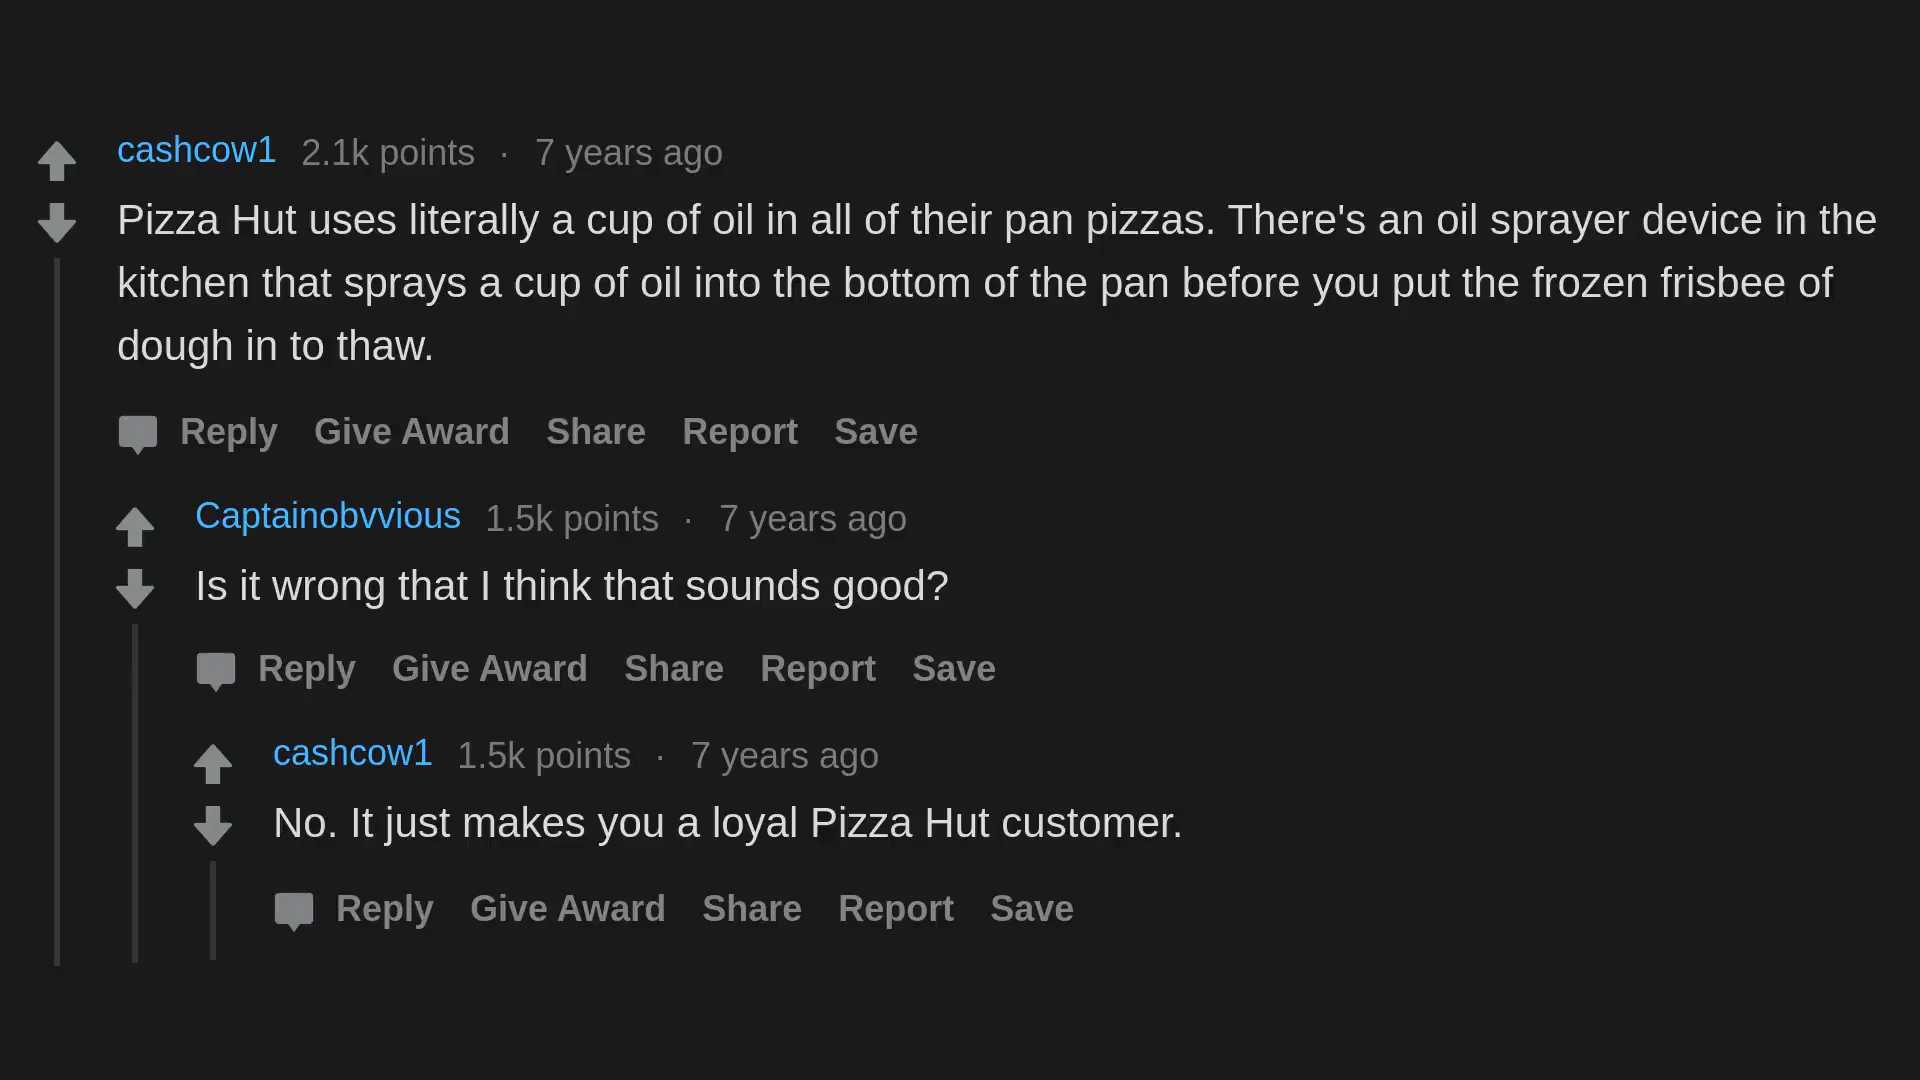 cashcow1 2.1k points · 7 years ago
Pizza Hut uses literally a cup of oil in all of their pan pizzas. There's an oil sprayer device in the
kitchen that sprays a cup of oil into the bottom of the pan before you put the frozen frisbee of
dough in to thaw.
Reply Give Award Share Report Save
Captainobvvious 1.5k points · 7 years ago
Is it wrong that I think that sounds good?
Reply Give Award Share Report Save
cashcow1 1.5k points · 7 years ago
No. It just makes you a loyal Pizza Hut customer.
Reply Give Award Share Report Save